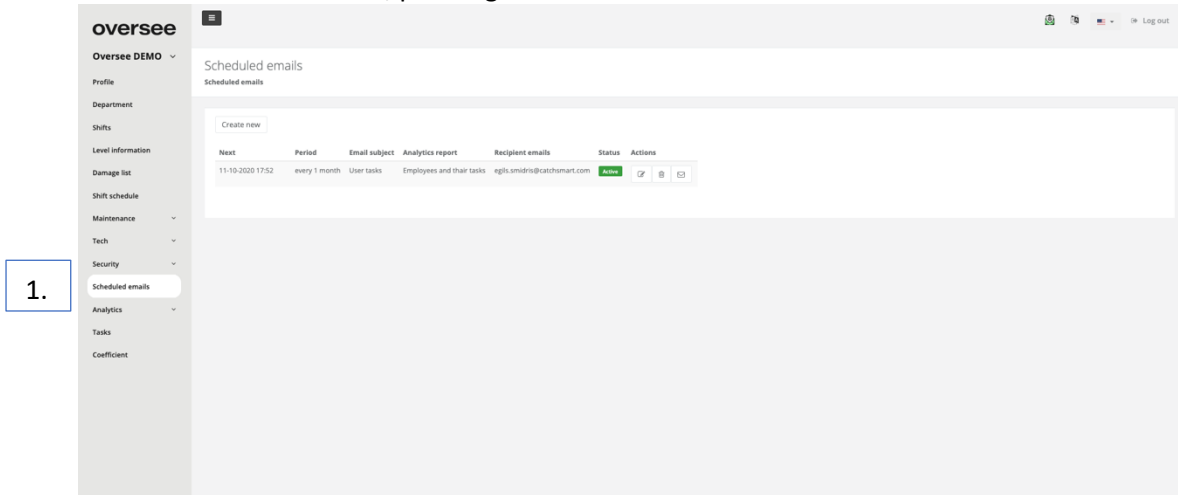 oversee
Log out
Oversee DEMO
Scheduled emails
Scheduled emails
Profile
Department
Shifts
Level information
Damage list
Shift schedule
Maintenance
Tech
Security
Scheduled emails
Analytics
Tasks
Coefficient
1.
Create new
Next Period Email subject Analytics report Recipient emails Status Actions
11-10-2020 17:52 every 1 month User tasks Employees and thair tasks egils.smidris@catchsmart.com Active